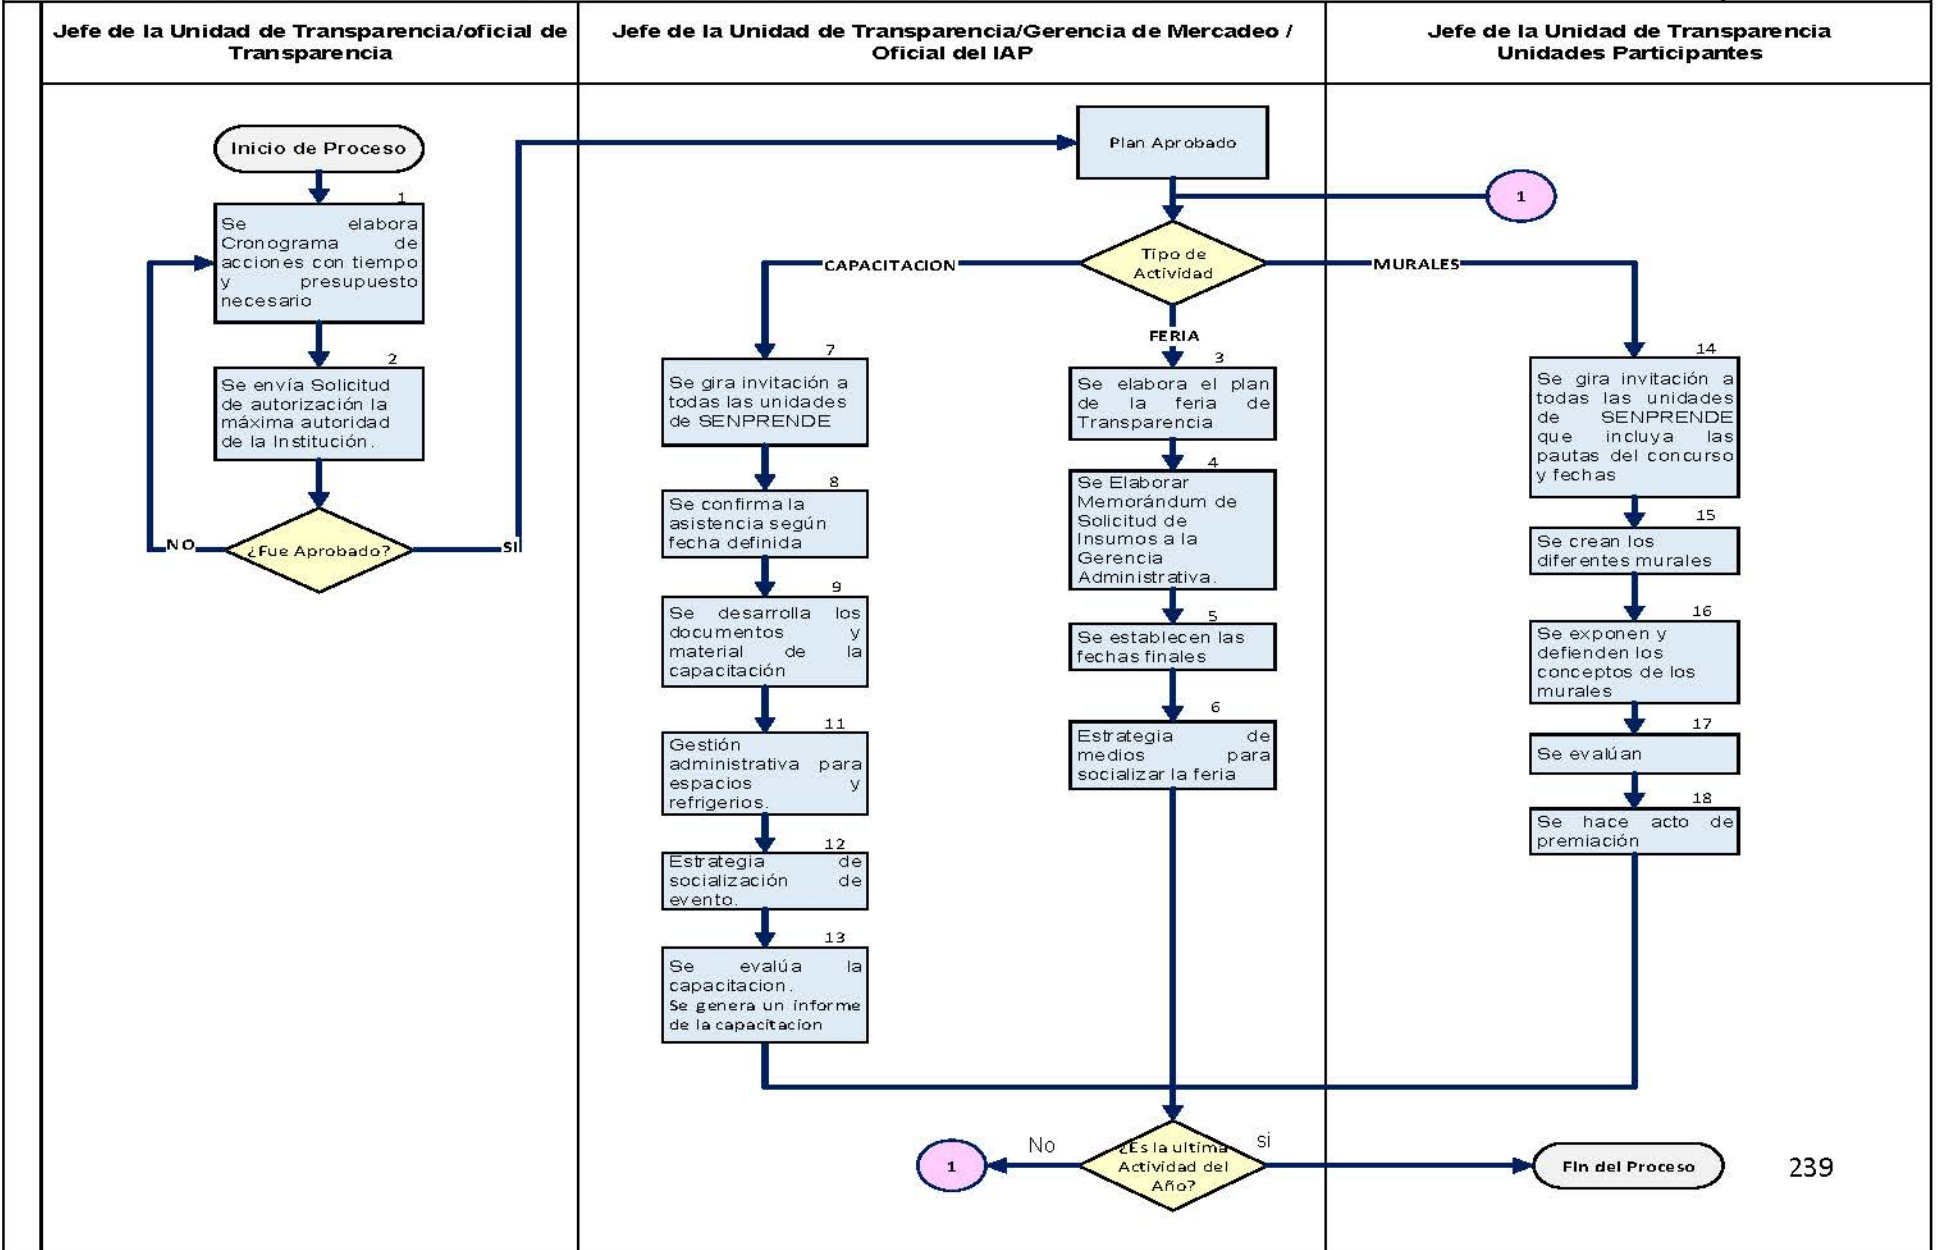 Jefe de la Unidad de Transparencia/oficial de
Transparencia
Jefe de la Unidad de Transparencia/Gerencia de Mercadeo /
Oficial del IAP
Jefe de la Unidad de Transparencia
Unidades Participantes
Inicio de Proceso
1
Se elabora
Cronograma de
acciones con tiempo
y presupuesto
necesario
2
Se envía Solicitud
de autorización la
máxima autoridad
de la Institución.
¿Fue Aprobado?
NO
SI
Plan Aprobado
1
Tipo de
Actividad
CAPACITACION
FERIA
MURALES
7
Se gira invitación a
todas las unidades
de SENPRENDE
8
Se confirma la
asistencia según
fecha definida
9
Se desarrolla los
documentos y
material de la
capacitación
11
Gestión
administrativa para
espacios y
refrigerios.
12
Estrategia de
socialización de
evento.
13
Se evalúa la
capacitacion.
Se genera un informe
de la capacitacion
3
Se elabora el plan
de la feria de
Transparencia
4
Se Elaborar
Memorándum de
Solicitud de
Insumos a la
Gerencia
Administrativa.
5
Se establecen las
fechas finales
6
Estrategia de
medios para
socializar la feria
14
Se gira invitación a
todas las unidades
de SENPRENDE
que incluya las
pautas del concurso
y fechas
15
Se crean los
diferentes murales
16
Se exponen y
defienden los
conceptos de los
murales
17
Se evalúan
18
Se hace acto de
premiación
1
No
¿Es la ultima
Actividad del
Año?
si
Fin del Proceso
239